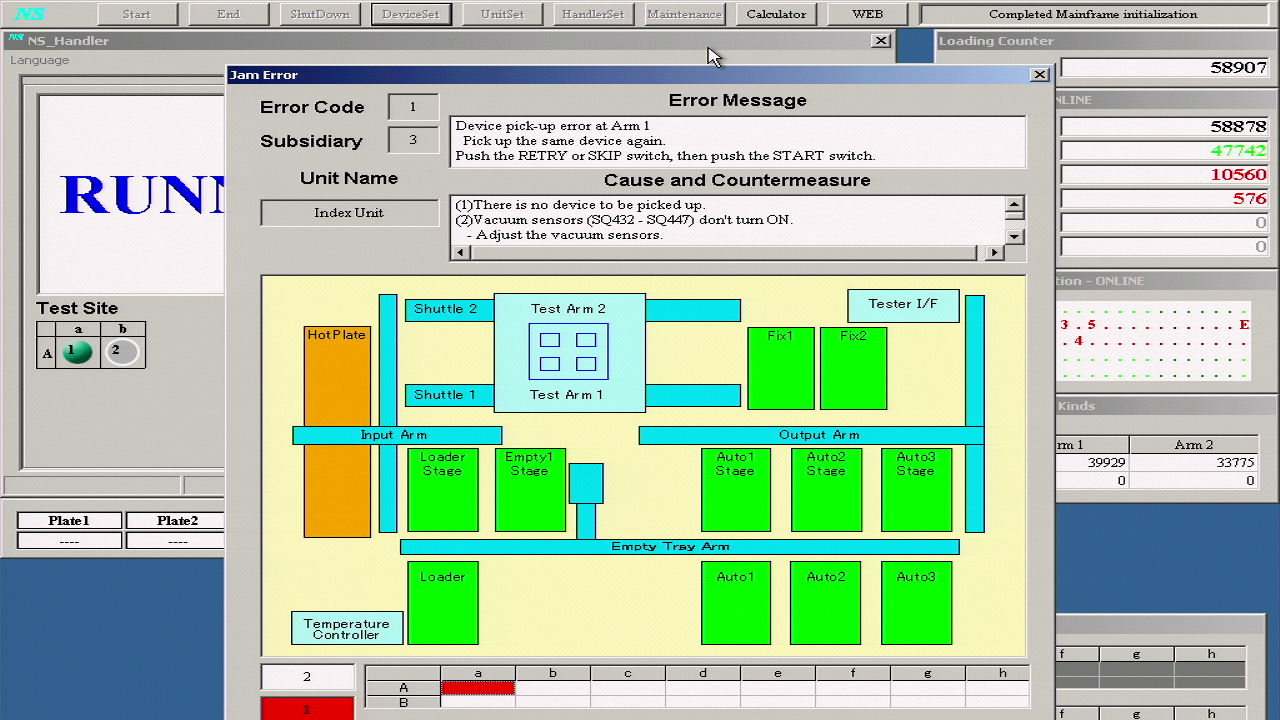 NS Start End ShutDown DeviceSet UnitSet HandlerSet Maintenance Calculator WEB Completed Mainframe initialization
NS NS_Handler
Loading Counter
Language
58907
Jam Error
Error Code 1
Error Message
Subsidiary 3
Device pick-up error at Arm 1
Pick up the same device again.
Push the RETRY or SKIP switch, then push the START switch.
NLINE
58878
47742
10560
576
0
0
Unit Name
Index Unit
Cause and Countermeasure
(1)There is no device to be picked up.
(2)Vacuum sensors (SQ432 - SQ447) don't turn ON.
- Adjust the vacuum sensors.
RUNN
Test Site
a b
A 1 2
tion - ONLINE
3 . 5 . . . . . . . . . . . . E
. 4 . . . . . . . . . . . . . .
Kinds
rm 1 Arm 2
39929 33775
0 0
Plate1 Plate2
---- ----
Shuttle 2
Test Arm 2
Tester I/F
HotPlate
Fix1 Fix2
Shuttle 1
Test Arm 1
Input Arm
Output Arm
Loader Stage
Empty1 Stage
Auto1 Stage
Auto2 Stage
Auto3 Stage
Empty Tray Arm
Loader
Auto1 Auto2 Auto3
Temperature Controller
2
1
a b c d e f g h
A
B
f g h
f g h